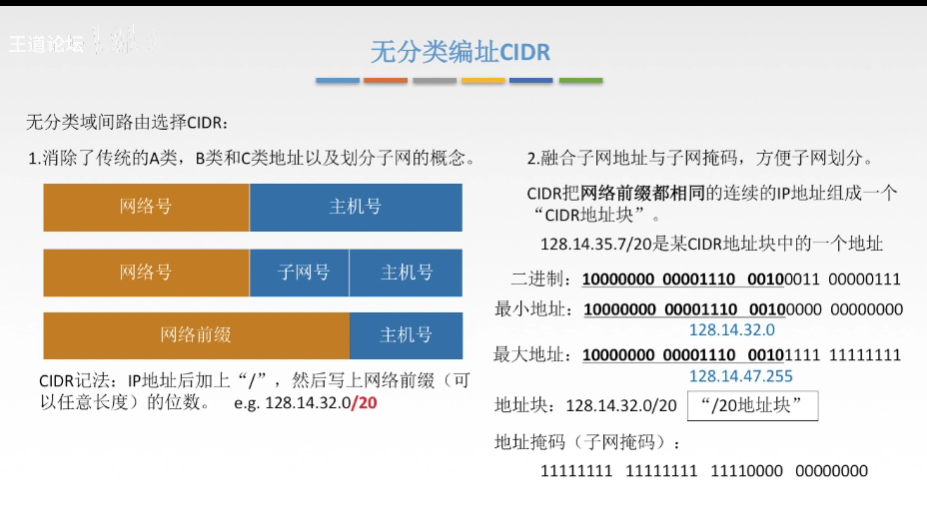 王道论坛
无分类编址CIDR
无分类域间路由选择CIDR：
1.消除了传统的A类，B类和C类地址以及划分子网的概念。
网络号 主机号
网络号 子网号 主机号
网络前缀 主机号
CIDR记法：IP地址后加上“/”，然后写上网络前缀（可
以任意长度）的位数。 e.g. 128.14.32.0/20
2.融合子网地址与子网掩码，方便子网划分。
CIDR把网络前缀都相同的连续的IP地址组成一个
“CIDR地址块”。
128.14.35.7/20是某CIDR地址块中的一个地址
二进制：10000000 00001110 00100011 00000111
最小地址：10000000 00001110 00100000 00000000
128.14.32.0
最大地址：10000000 00001110 00101111 11111111
128.14.47.255
地址块：128.14.32.0/20 “/20地址块”
地址掩码（子网掩码）：
11111111 11111111 11110000 00000000